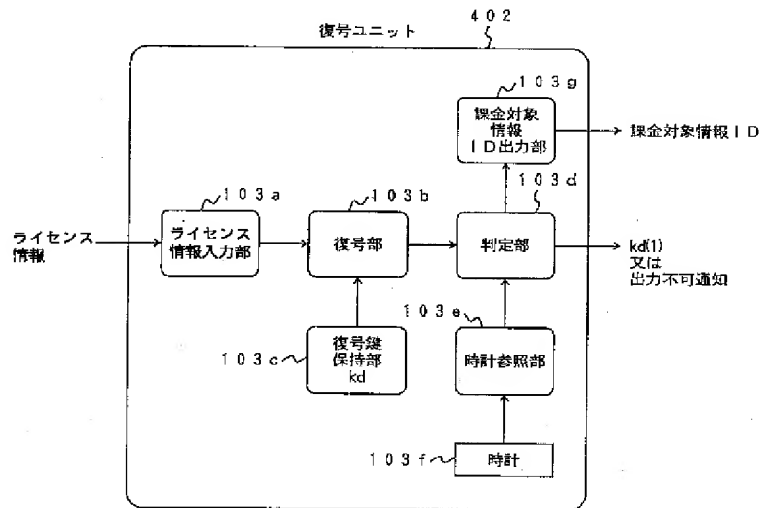 復号ユニット
402
103g
課金対象
情報
ID出力部
課金対象情報ID
103a
103b
103d
ライセンス
情報
ライセンス
情報入力部
復号部
判定部
kd(1)
又は
出力不可通知
103c
復号鍵
保持部
kd
103e
時計参照部
103f
時計